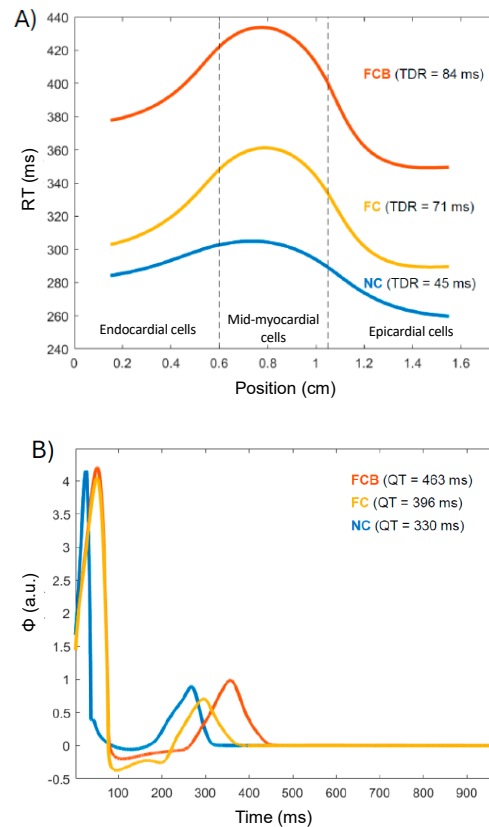 A)
440
420
400
380
360
340
320
300
280
260
240
RT (ms)
FCB (TDR = 84 ms)
FC (TDR = 71 ms)
NC (TDR = 45 ms)
Endocardial cells
Mid-myocardial
cells
Epicardial cells
0 0.2 0.4 0.6 0.8 1 1.2 1.4 1.6
Position (cm)
B)
4
3.5
3
2.5
2
1.5
1
0.5
0
-0.5
Φ (a.u.)
FCB (QT = 463 ms)
FC (QT = 396 ms)
NC (QT = 330 ms)
100 200 300 400 500 600 700 800 900
Time (ms)